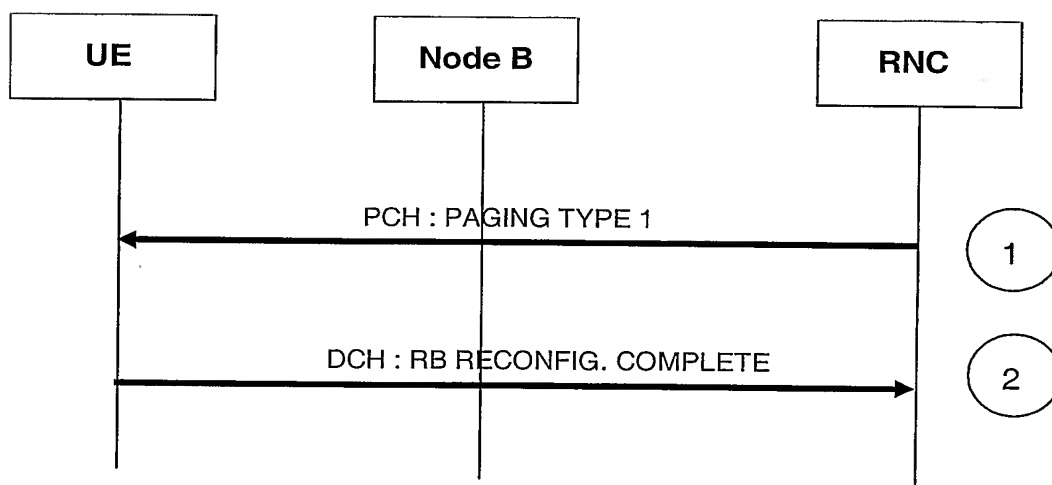 UE
Node B
RNC
PCH : PAGING TYPE 1
1
DCH : RB RECONFIG. COMPLETE
2